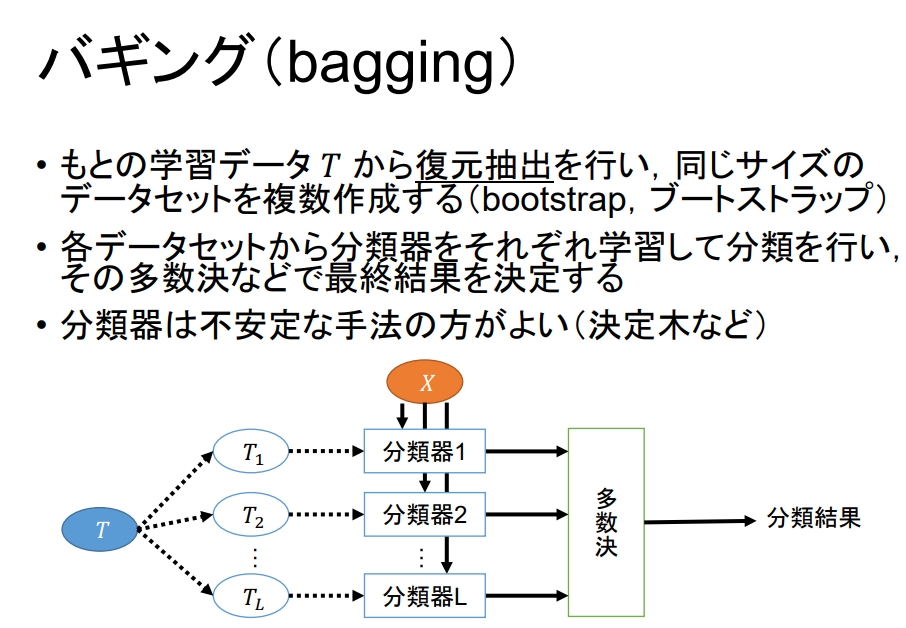 バギング（bagging）
• もとの学習データ T から復元抽出を行い，同じサイズの
データセットを複数作成する（bootstrap，ブートストラップ）
• 各データセットから分類器をそれぞれ学習して分類を行い，
その多数決などで最終結果を決定する
• 分類器は不安定な手法の方がよい（決定木など）
X
T₁
分類器1
T₂
分類器2
T
多数決
分類結果
⋮
⋮
T_L
分類器L